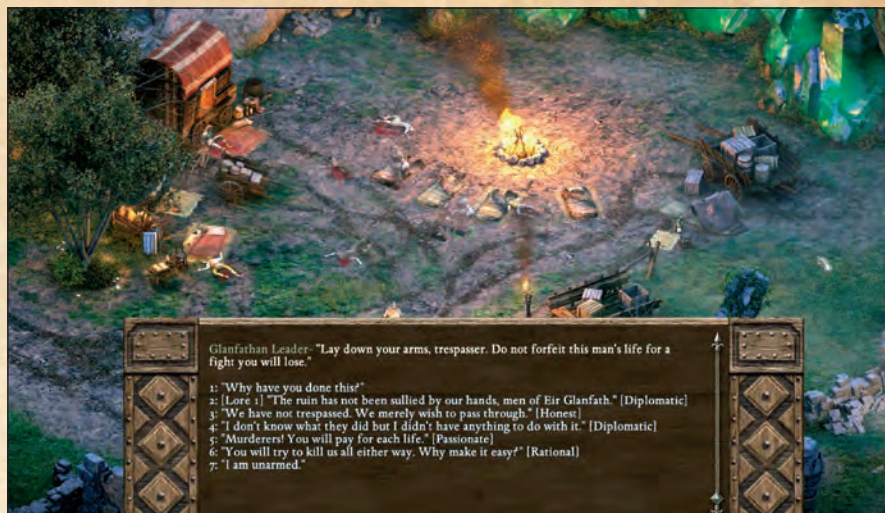 Glanfathan Leader- "Lay down your arms, trespasser. Do not forfeit this man's life for a
fight you will lose."
1: "Why have you done this?"
2: [Lore 1] "The ruin has not been sullied by our hands, men of Eir Glanfath." [Diplomatic]
3: "We have not trespassed. We merely wish to pass through." [Honest]
4: "I don't know what they did but I didn't have anything to do with it." [Diplomatic]
5: "Murderers! You will pay for each life." [Passionate]
6: "You will try to kill us all either way. Why make it easy?" [Rational]
7: "I am unarmed."